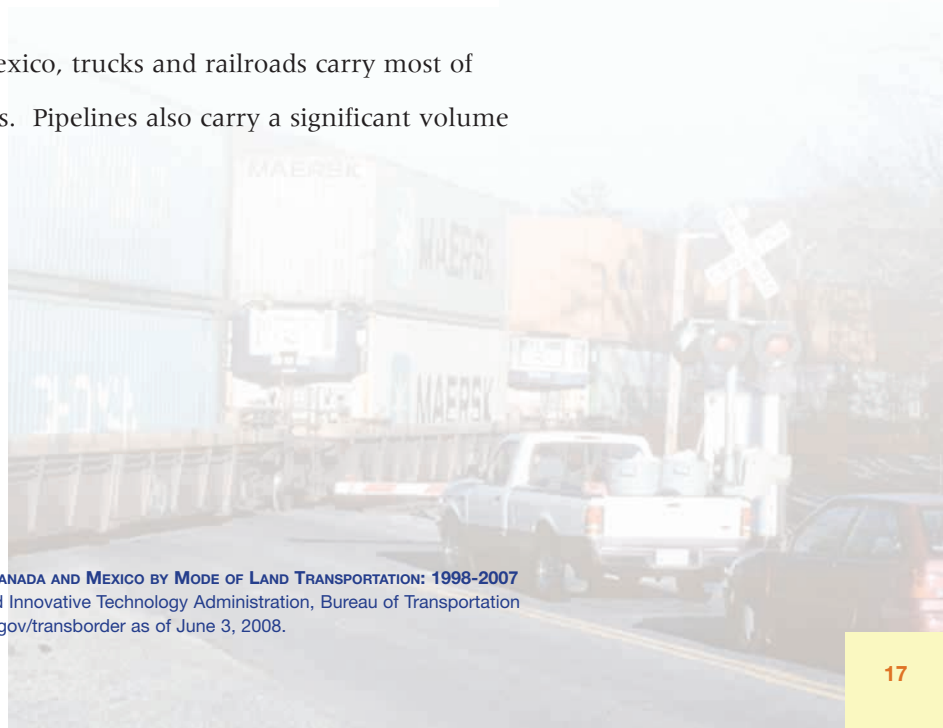 exico, trucks and railroads carry most of
s. Pipelines also carry a significant volume
MAERSK
MAERSK
MAERSK
ANADA AND MEXICO BY MODE OF LAND TRANSPORTATION: 1998-2007
d Innovative Technology Administration, Bureau of Transportation
gov/transborder as of June 3, 2008.
17